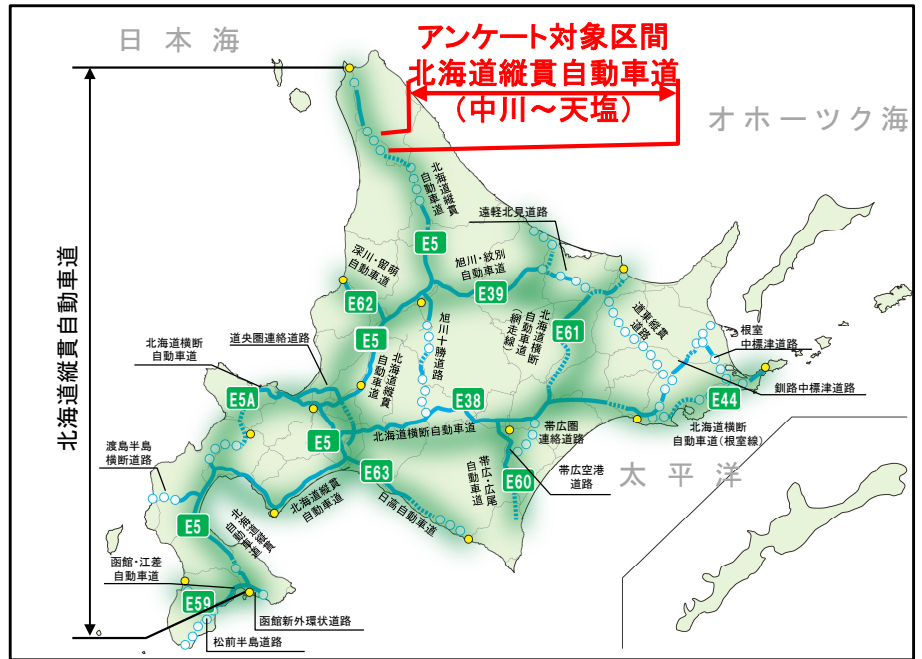 日本海
アンケート対象区間
北海道縦貫自動車道
（中川～天塩）
オホーツク海
北海道縦貫
自動車道
遠軽北見道路
E5
深川・留萌
自動車道
旭川・紋別
自動車道
E39
E62
北海道縦貫自動車道
E5
旭川十勝道路
北海道横断
自動車道
（網走線）
E61
道東縦貫
道路
根室
中標津道路
道央圏連絡道路
北海道横断
自動車道
北海道縦貫
自動車道
釧路中標津道路
E5A
E38
E44
E5
北海道横断自動車道
帯広圏
連絡道路
北海道横断
自動車道（根室線）
渡島半島
横断道路
E63
帯広・広尾
自動車道
E60
帯広空港
道路
太平洋
北海道縦貫
自動車道
日高自動車道
E5
北海道縦貫
自動車道
函館・江差
自動車道
E59
函館新外環状道路
松前半島道路